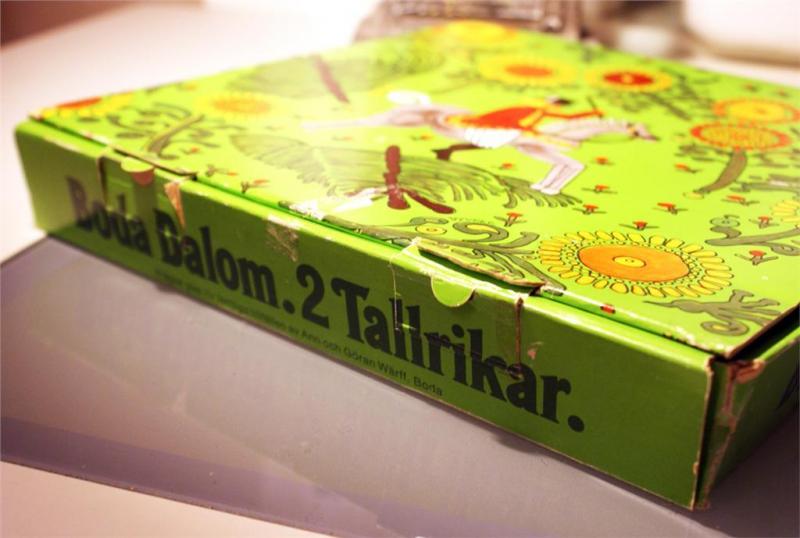 Boda Dalom. 2 Tallrikar.
av Ann och Göran Wärff, Boda